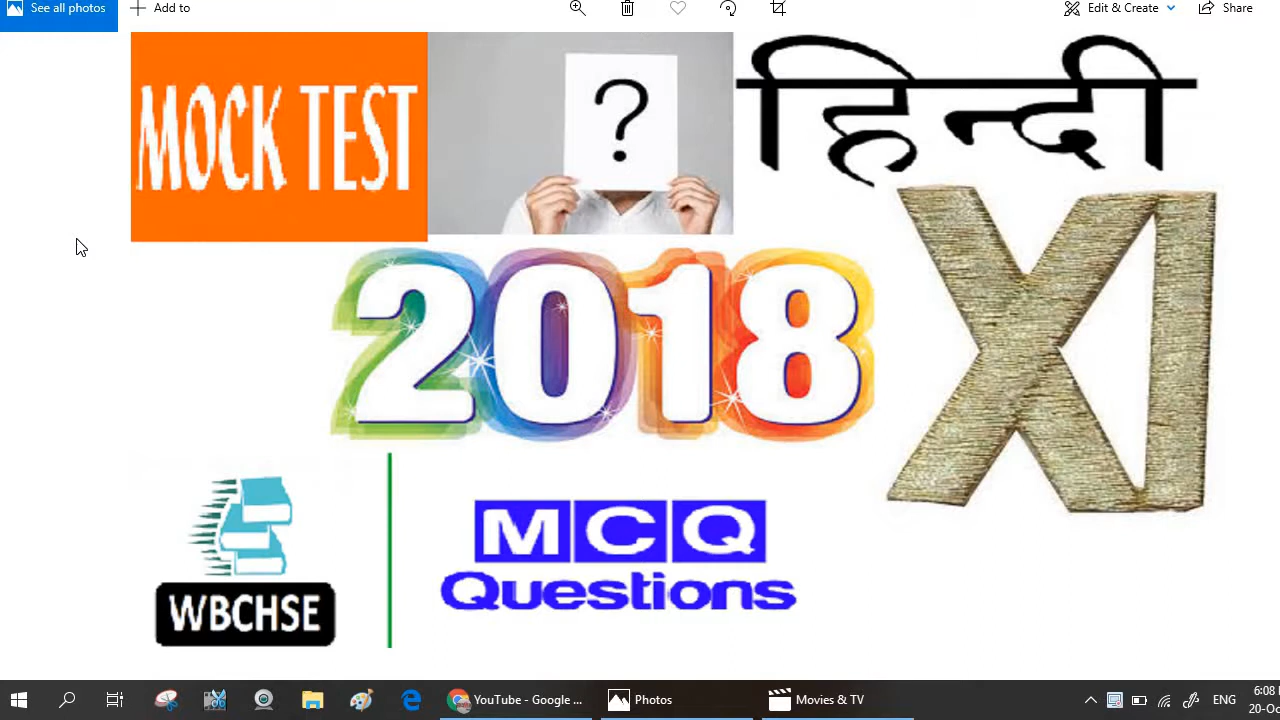 See all photos
Add to
Edit & Create
Share
MOCK TEST
?
हिन्दी
XI
2018
WBCHSE
MCQ
Questions
YouTube - Google ...
Photos
Movies & TV
ENG
6:08
20-Oc